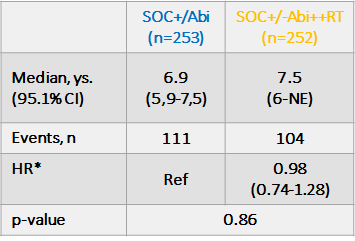 SOC+/Abi SOC+/-Abi++RT
(n=253) (n=252)
Median, ys. 6.9 7.5
(95.1% CI) (5,9-7,5) (6-NE)
Events, n 111 104
HR* Ref 0.98
(0.74-1.28)
p-value 0.86